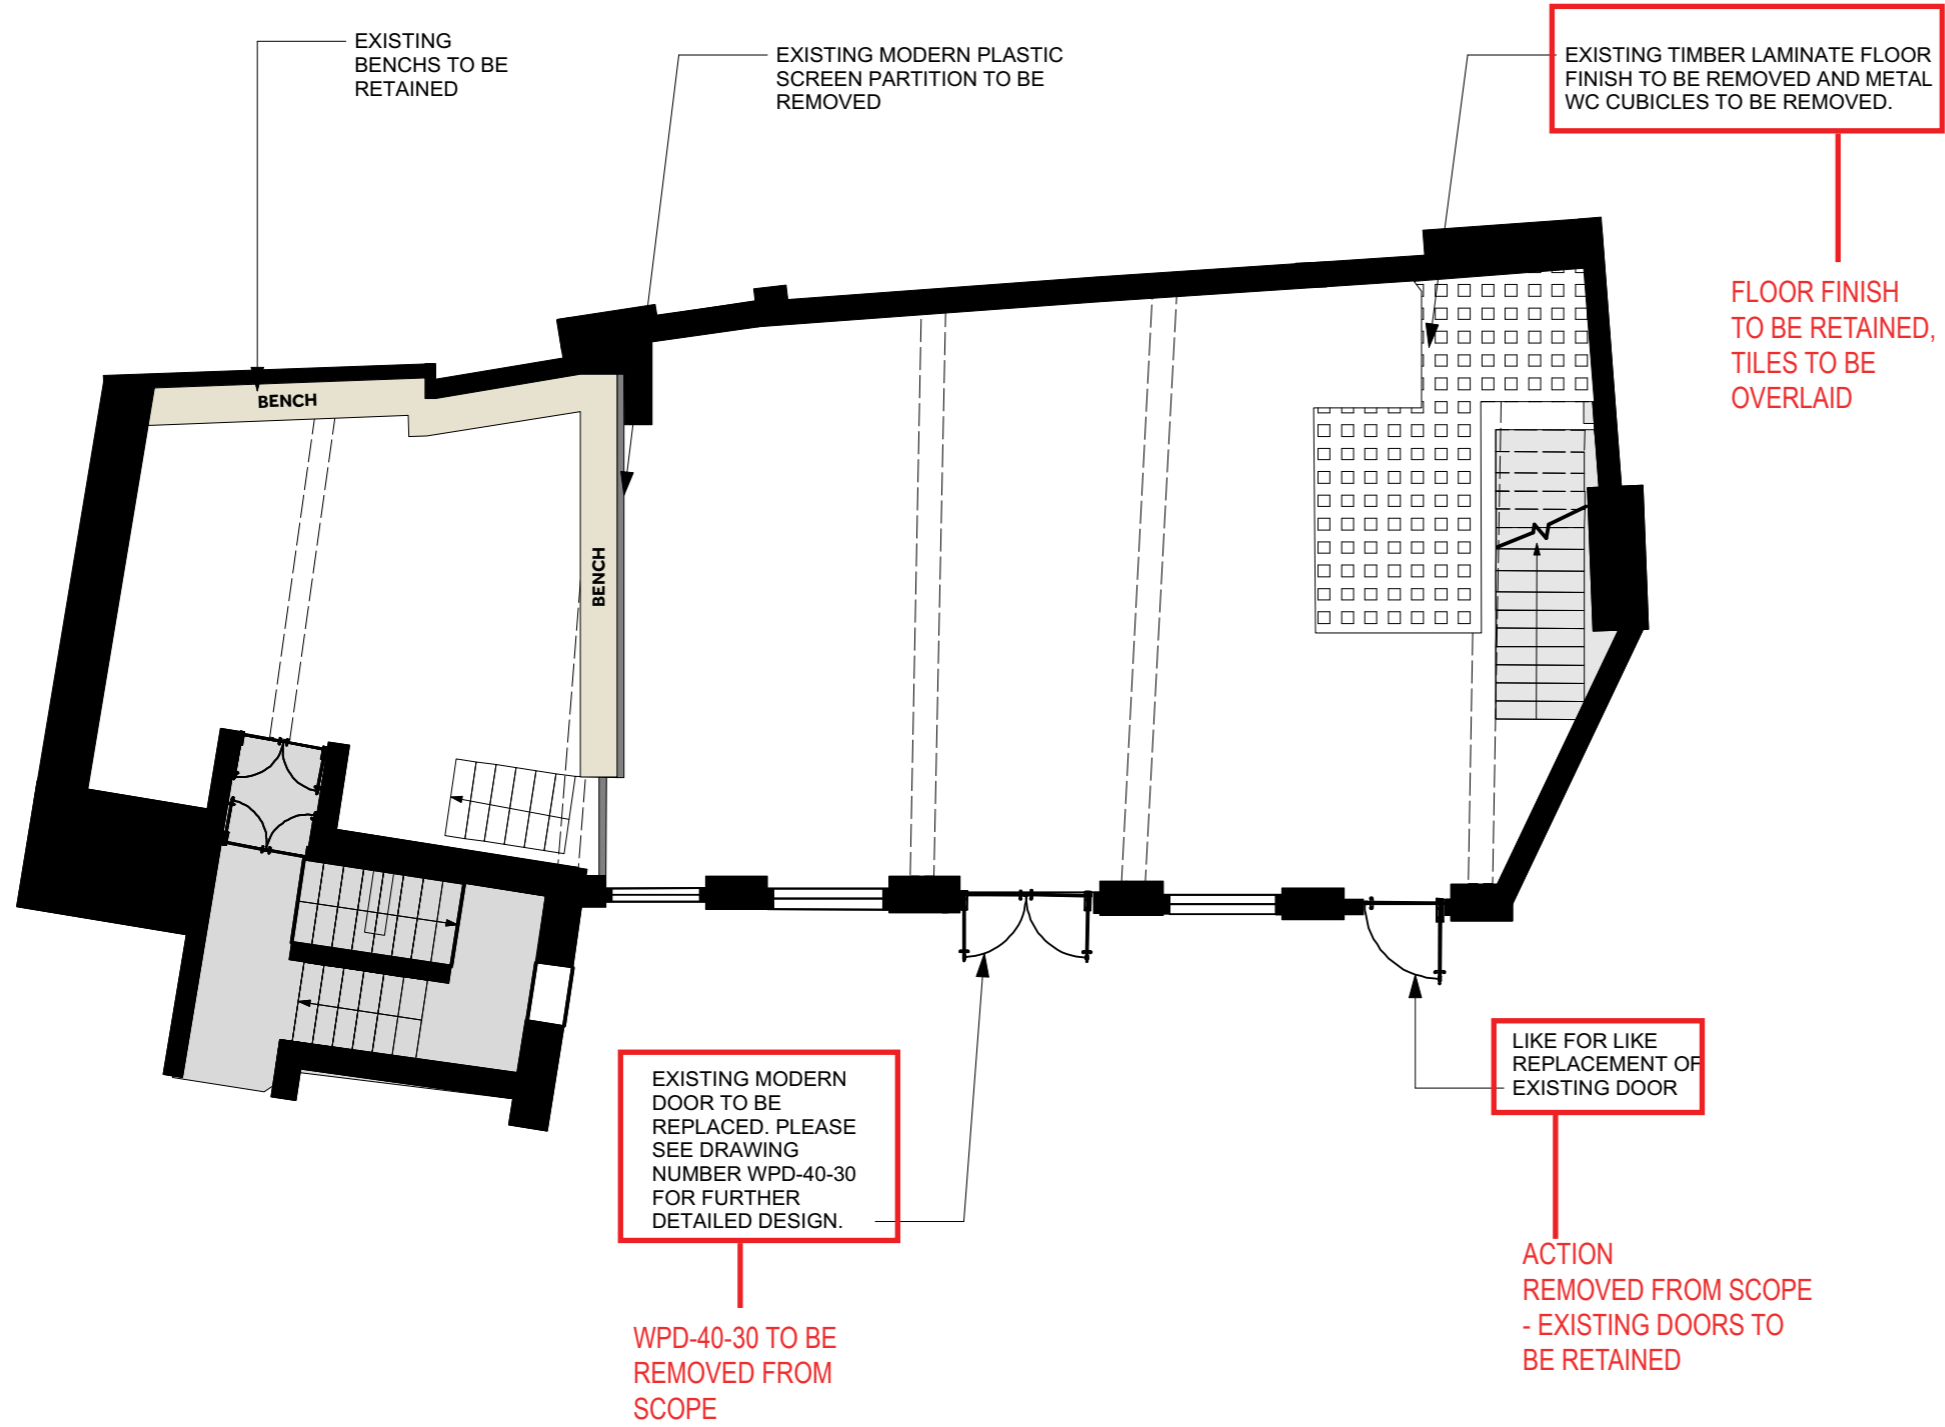 EXISTING
BENCHS TO BE
RETAINED
EXISTING MODERN PLASTIC
SCREEN PARTITION TO BE
REMOVED
EXISTING TIMBER LAMINATE FLOOR
FINISH TO BE REMOVED AND METAL
WC CUBICLES TO BE REMOVED.
FLOOR FINISH
TO BE RETAINED,
TILES TO BE
OVERLAID
BENCH
BENCH
EXISTING MODERN
DOOR TO BE
REPLACED. PLEASE
SEE DRAWING
NUMBER WPD-40-30
FOR FURTHER
DETAILED DESIGN.
WPD-40-30 TO BE
REMOVED FROM
SCOPE
LIKE FOR LIKE
REPLACEMENT OF
EXISTING DOOR
ACTION
REMOVED FROM SCOPE
- EXISTING DOORS TO
BE RETAINED